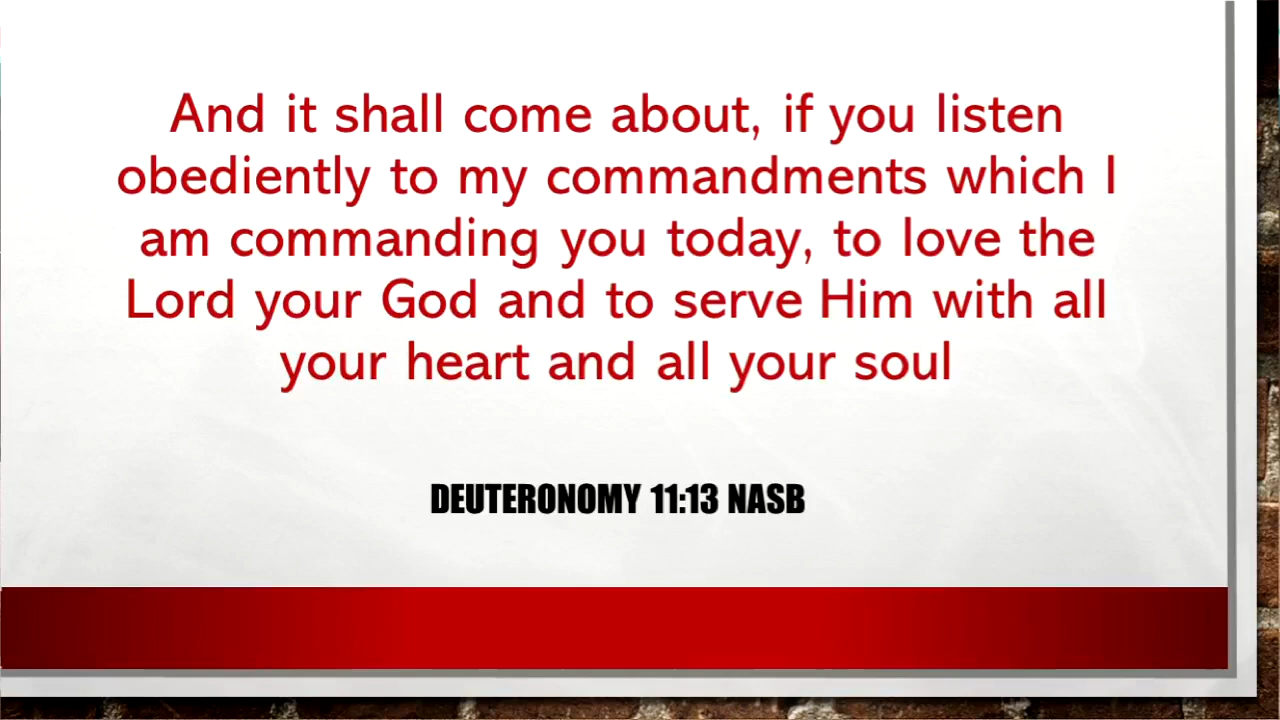 And it shall come about, if you listen
obediently to my commandments which I
am commanding you today, to love the
Lord your God and to serve Him with all
your heart and all your soul
DEUTERONOMY 11:13 NASB